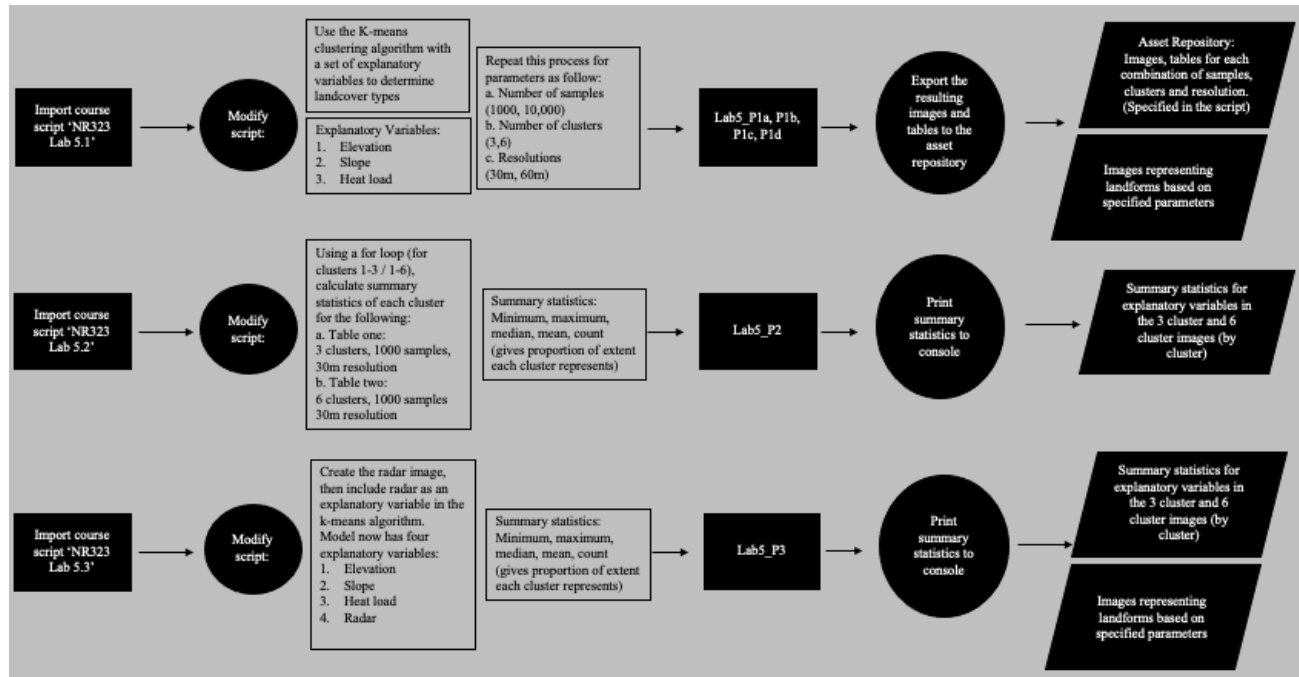 Import course
script ‘NR323
Lab 5.1’
Modify
script:
Use the K-means
clustering algorithm with
a set of explanatory
variables to determine
landcover types
Explanatory Variables:
1. Elevation
2. Slope
3. Heat load
Repeat this process for
parameters as follow:
a. Number of samples
(1000, 10,000)
b. Number of clusters
(3,6)
c. Resolutions
(30m, 60m)
Lab5_P1a, P1b,
P1c, P1d
Export the
resulting
images and
tables to the
asset
repository
Asset Repository:
Images, tables for each
combination of samples,
clusters and resolution.
(Specified in the script)
Images representing
landforms based on
specified parameters
Import course
script ‘NR323
Lab 5.2’
Modify
script:
Using a for loop (for
clusters 1-3 / 1-6),
calculate summary
statistics of each cluster
for the following:
a. Table one:
3 clusters, 1000 samples,
30m resolution
b. Table two:
6 clusters, 1000 samples
30m resolution
Summary statistics:
Minimum, maximum,
median, mean, count
(gives proportion of extent
each cluster represents)
Lab5_P2
Print
summary
statistics to
console
Summary statistics for
explanatory variables in
the 3 cluster and 6
cluster images (by
cluster)
Import course
script ‘NR323
Lab 5.3’
Modify
script:
Create the radar image,
then include radar as an
explanatory variable in the
k-means algorithm.
Model now has four
explanatory variables:
1. Elevation
2. Slope
3. Heat load
4. Radar
Summary statistics:
Minimum, maximum,
median, mean, count
(gives proportion of extent
each cluster represents)
Lab5_P3
Print
summary
statistics to
console
Summary statistics for
explanatory variables in
the 3 cluster and 6
cluster images (by
cluster)
Images representing
landforms based on
specified parameters